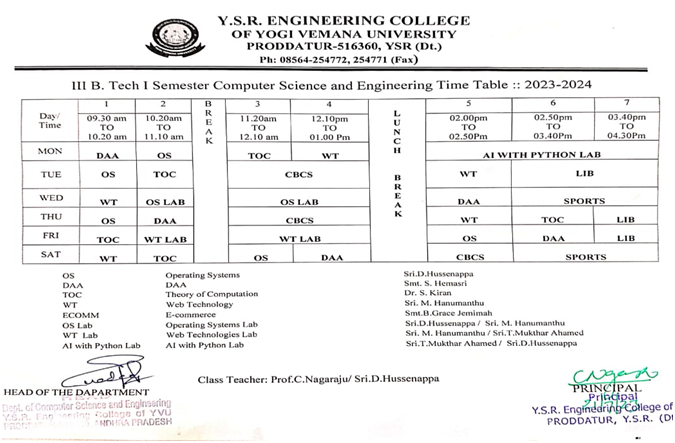 Y.S.R. ENGINEERING COLLEGE
OF YOGI VEMANA UNIVERSITY
PRODDATUR-516360, YSR (Dt.)
Ph: 08564-254772, 254771 (Fax)
III B. Tech I Semester Computer Science and Engineering Time Table :: 2023-2024
Day/ Time 1 2 BREAK 3 4 LUNCH BREAK 5 6 7
09.30 am TO 10.20 am 10.20am TO 11.10 am 11.20am TO 12.10 am 12.10pm TO 01.00 Pm 02.00pm TO 02.50Pm 02.50pm TO 03.40Pm 03.40pm TO 04.30Pm
MON DAA OS TOC WT AI WITH PYTHON LAB
TUE OS TOC CBCS WT LIB
WED WT OS LAB OS LAB DAA SPORTS
THU OS DAA CBCS WT TOC LIB
FRI TOC WT LAB WT LAB OS DAA LIB
SAT WT TOC OS DAA CBCS SPORTS
OS Operating Systems Sri.D.Hussenappa
DAA DAA Smt. S. Hemasri
TOC Theory of Computation Dr. S. Kiran
WT Web Technology Sri. M. Hanumanthu
ECOMM E-commerce Smt.B.Grace Jemimah
OS Lab Operating Systems Lab Sri.D.Hussenappa / Sri. M. Hanumanthu
WT Lab Web Technologies Lab Sri. M. Hanumanthu / Sri.T.Mukthar Ahamed
AI with Python Lab AI with Python Lab Sri.T.Mukthar Ahamed / Sri.D.Hussenappa
Class Teacher: Prof.C.Nagaraju/ Sri.D.Hussenappa
HEAD OF THE DAPARTMENT
Dept. of Computer Science and Engineering
Y.S.R. Engineering College of YVU
ANDHRA PRADESH
PRINCIPAL
Principal
Y.S.R. Engineering College of
PRODDATUR, Y.S.R. (Dt